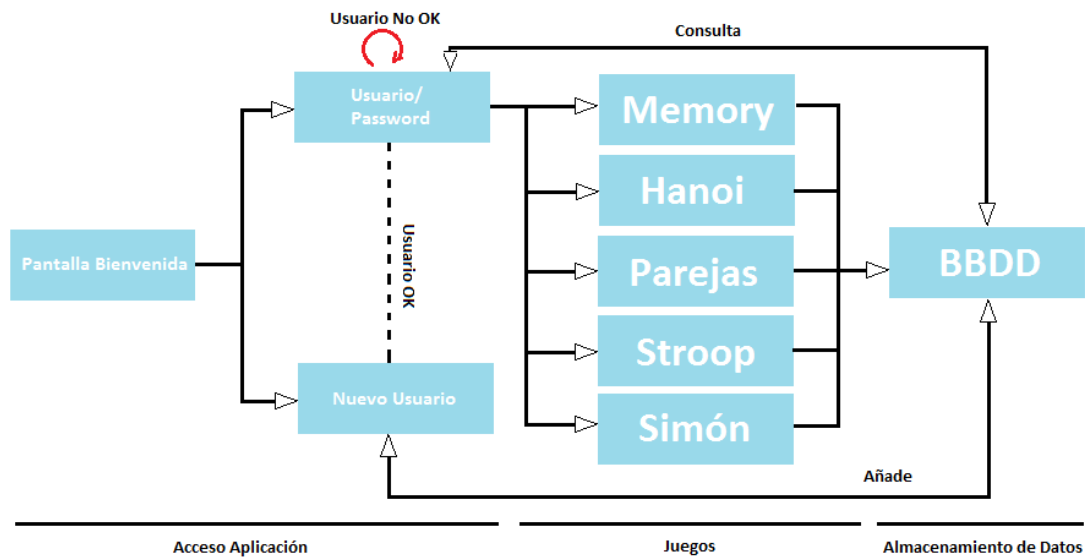 Usuario No OK
Consulta
Usuario/
Password
Memory
Hanoi
Usuario OK
Pantalla Bienvenida
Parejas
BBDD
Stroop
Nuevo Usuario
Simón
Añade
Acceso Aplicación
Juegos
Almacenamiento de Datos